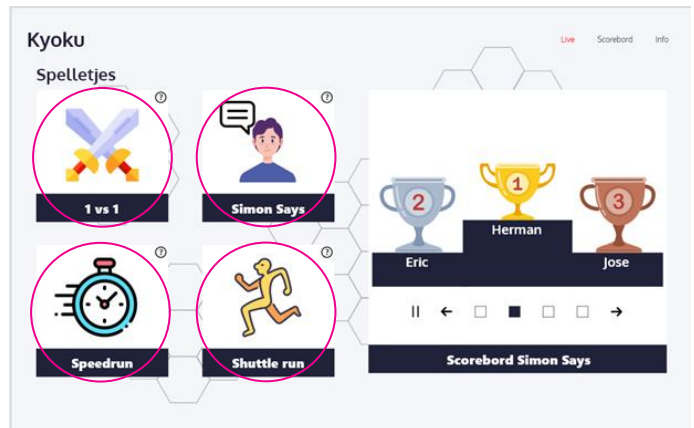 Kyoku
Live Scorebord Info
Spelletjes
?
?
1 vs 1
Simon Says
?
?
Speedrun
Shuttle run
2
1
3
Herman
Eric
Jose
Scorebord Simon Says